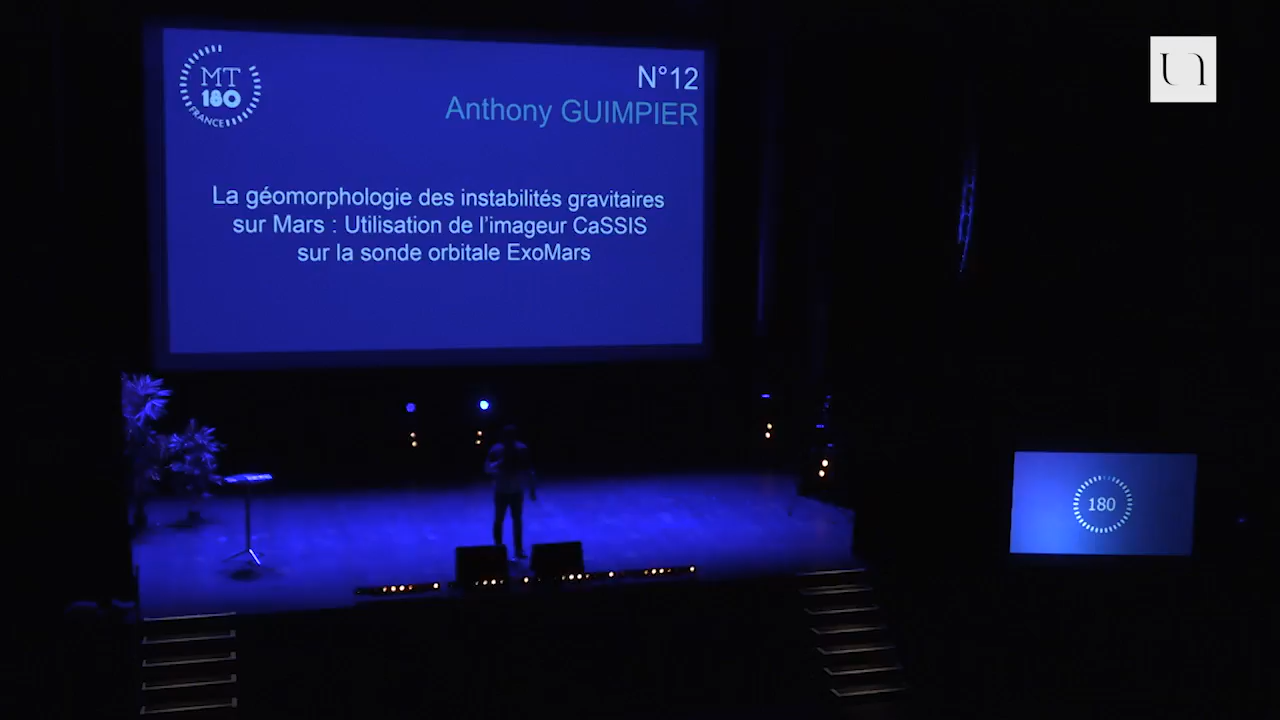 MT
180
FRANCE
N°12
Anthony GUIMPIER
La géomorphologie des instabilités gravitaires
sur Mars : Utilisation de l'imageur CaSSIS
sur la sonde orbitale ExoMars
180